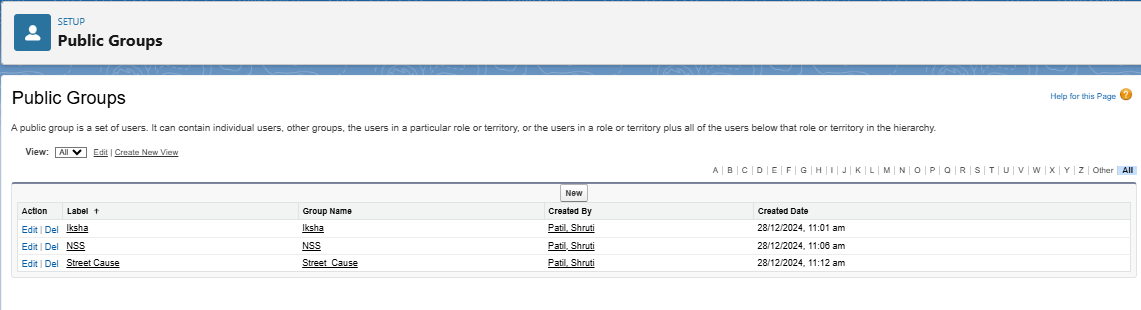 SETUP
Public Groups
Public Groups
Help for this Page ?
A public group is a set of users. It can contain individual users, other groups, the users in a particular role or territory, or the users in a role or territory plus all of the users below that role or territory in the hierarchy.
View: All Edit | Create New View
A | B | C | D | E | F | G | H | I | J | K | L | M | N | O | P | Q | R | S | T | U | V | W | X | Y | Z | Other All
New
Action Label ↑ Group Name Created By Created Date
Edit | Del Iksha Iksha Patil, Shruti 28/12/2024, 11:01 am
Edit | Del NSS NSS Patil, Shruti 28/12/2024, 11:06 am
Edit | Del Street Cause Street_Cause Patil, Shruti 28/12/2024, 11:12 am